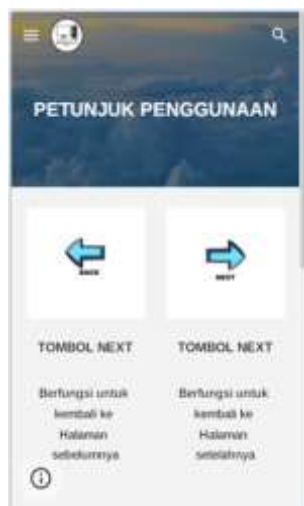 PETUNJUK PENGGUNAAN
BACK
NEXT
TOMBOL NEXT
TOMBOL NEXT
Berfungsi untuk
kembali ke
Halaman
sebelumnya
Berfungsi untuk
kembali ke
Halaman
setelahnya